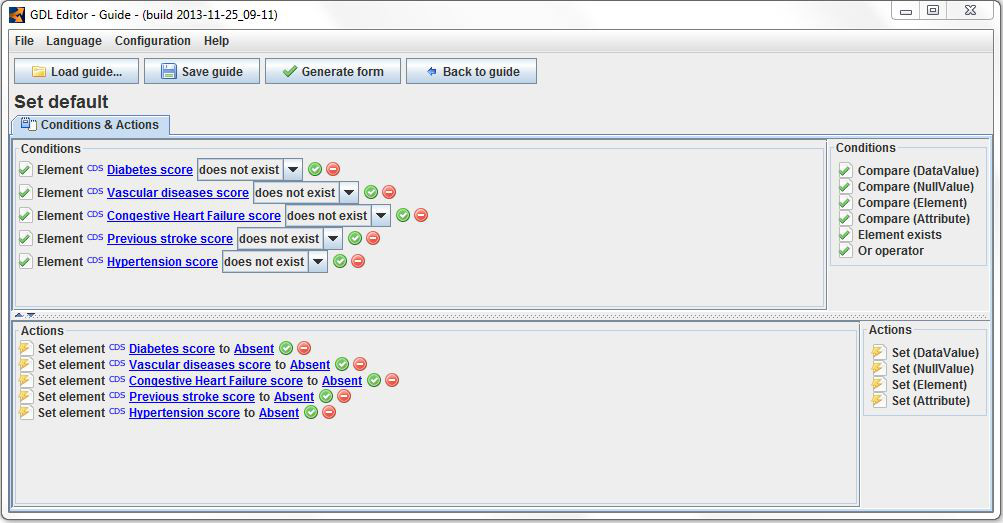 GDL Editor - Guide - (build 2013-11-25_09-11)
File Language Configuration Help
Load guide... Save guide Generate form Back to guide
Set default
Conditions & Actions
Conditions
Element CDS Diabetes score does not exist
Element CDS Vascular diseases score does not exist
Element CDS Congestive Heart Failure score does not exist
Element CDS Previous stroke score does not exist
Element CDS Hypertension score does not exist
Conditions
Compare (DataValue)
Compare (NullValue)
Compare (Element)
Compare (Attribute)
Element exists
Or operator
Actions
Set element CDS Diabetes score to Absent
Set element CDS Vascular diseases score to Absent
Set element CDS Congestive Heart Failure score to Absent
Set element CDS Previous stroke score to Absent
Set element CDS Hypertension score to Absent
Actions
Set (DataValue)
Set (NullValue)
Set (Element)
Set (Attribute)